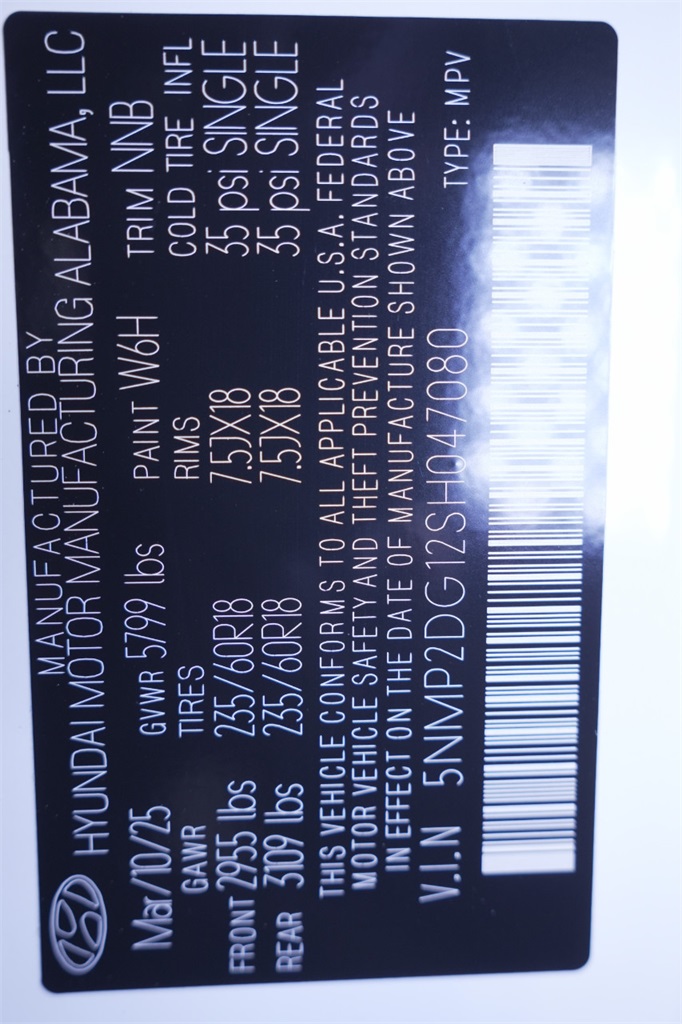 MANUFACTURED BY
HYUNDAI MOTOR MANUFACTURING ALABAMA, LLC
Mar/10/25 GVWR 5799 lbs PAINT W6H TRIM NNB
GAWR TIRES RIMS COLD TIRE INFL
FRONT 2955 lbs 235/60R18 7.5JX18 35 psi SINGLE
REAR 3109 lbs 235/60R18 7.5JX18 35 psi SINGLE
THIS VEHICLE CONFORMS TO ALL APPLICABLE U.S.A. FEDERAL
MOTOR VEHICLE SAFETY AND THEFT PREVENTION STANDARDS
IN EFFECT ON THE DATE OF MANUFACTURE SHOWN ABOVE
V.I.N 5NMP2DG12SH047080 TYPE: MPV